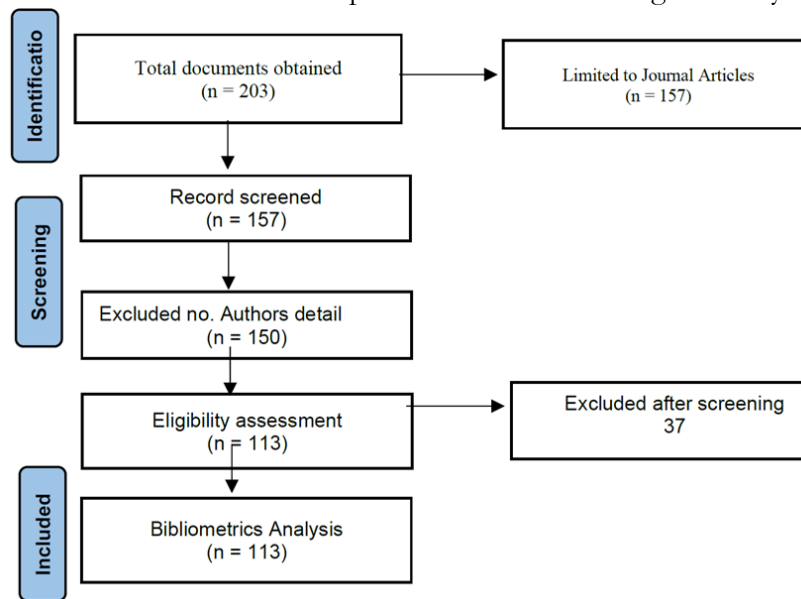 Identificatio
Total documents obtained
(n = 203)
Limited to Journal Articles
(n = 157)
Screening
Record screened
(n = 157)
Excluded no. Authors detail
(n = 150)
Eligibility assessment
(n = 113)
Excluded after screening
37
Included
Bibliometrics Analysis
(n = 113)